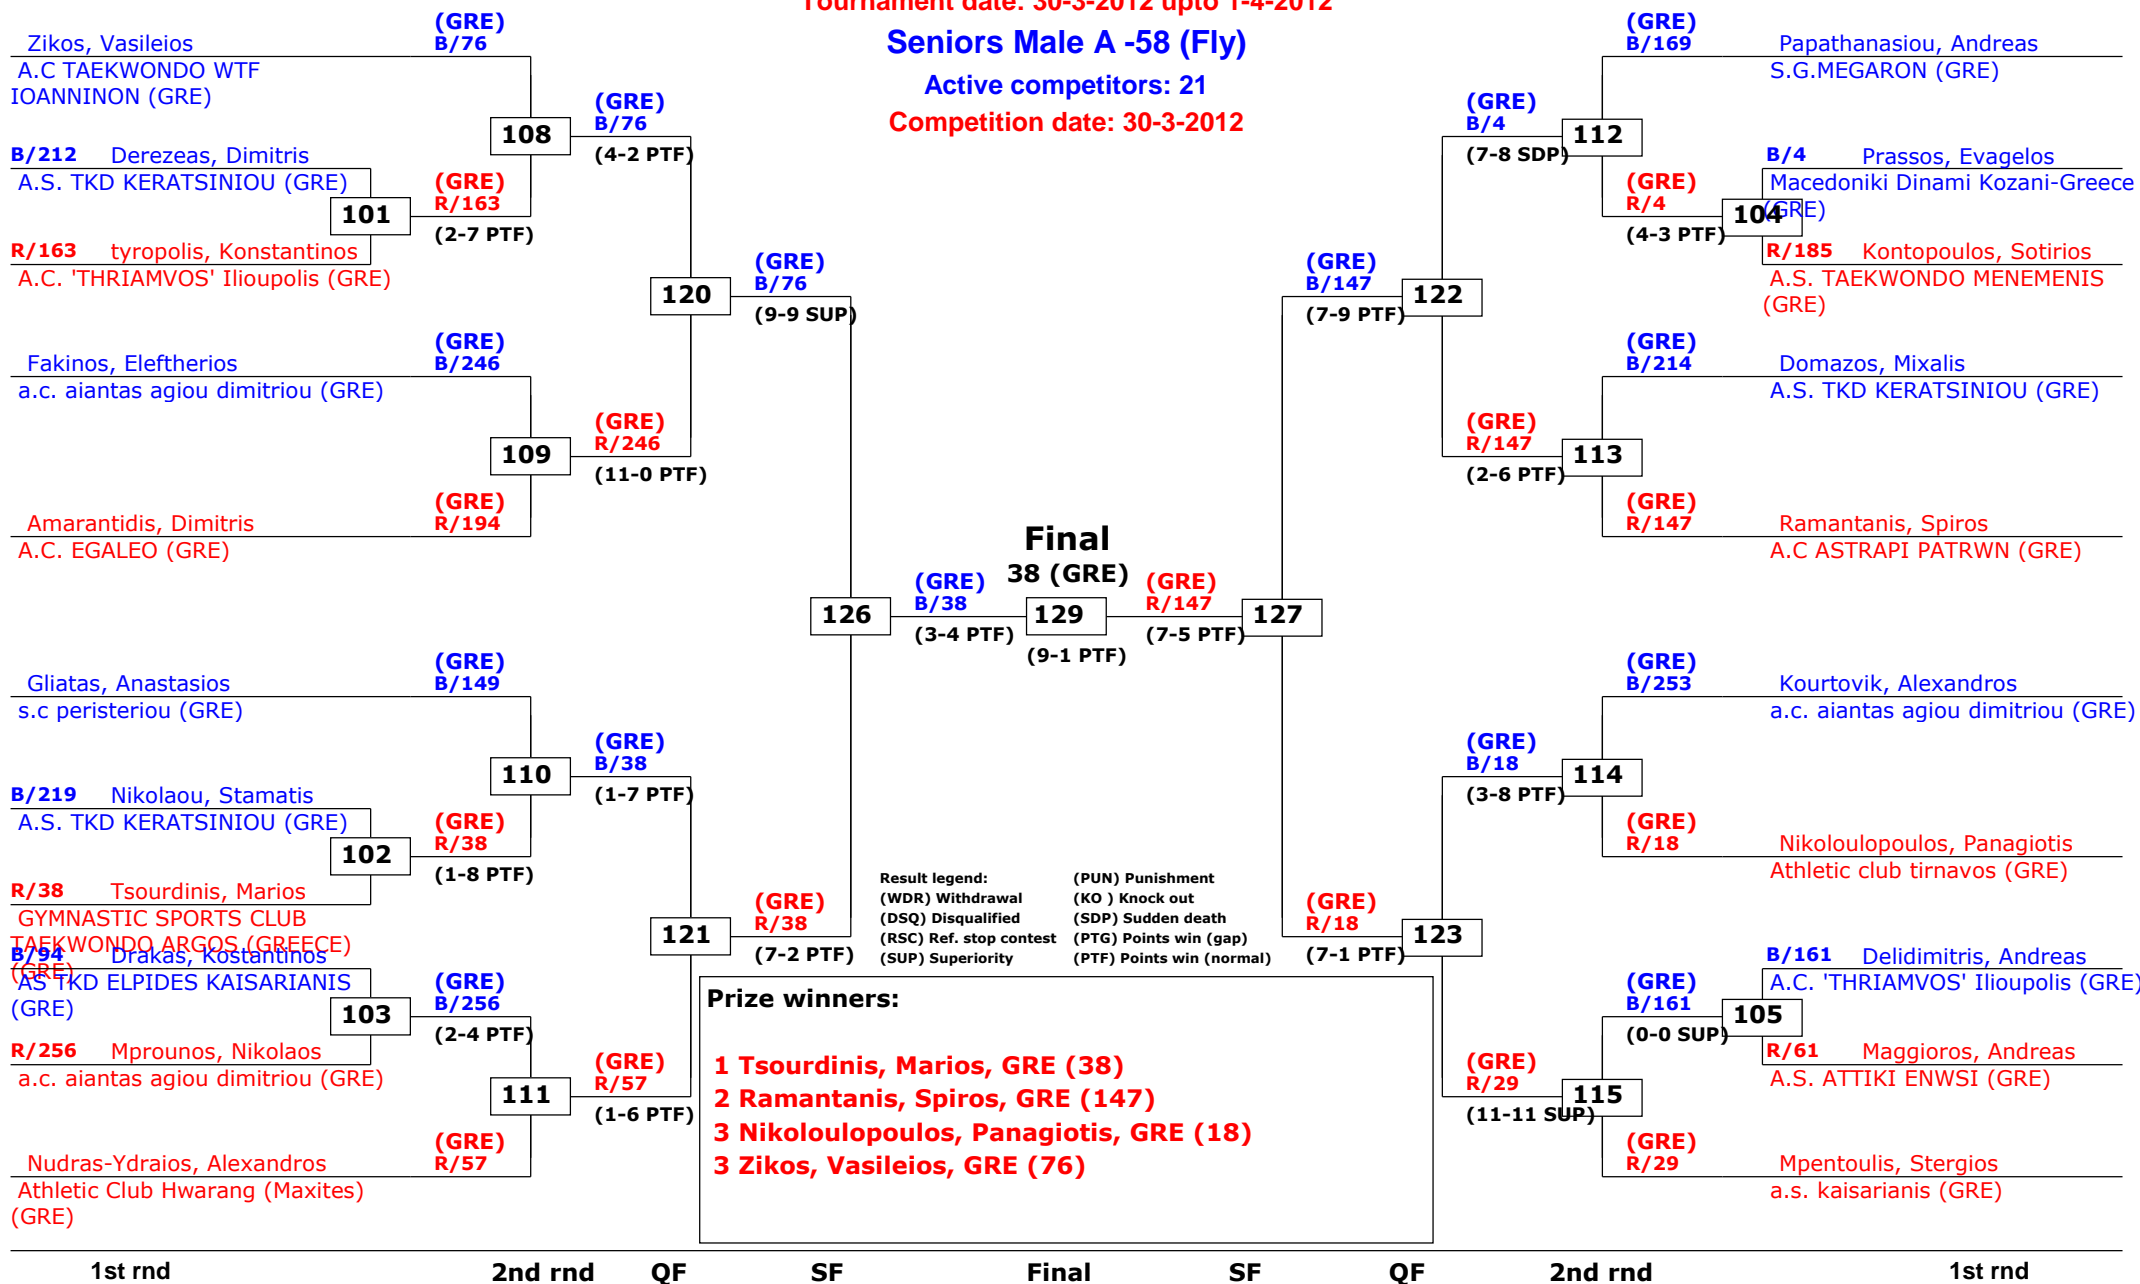 Tournament date: 30-3-2012 upto 1-4-2012
Seniors Male A -58 (Fly)
Active competitors: 21
Competition date: 30-3-2012
Zikos, Vasileios
(GRE)
B/76
A.C TAEKWONDO WTF
IOANNINON (GRE)
108
(GRE)
B/76
(4-2 PTF)
B/212 Derezeas, Dimitris
A.S. TKD KERATSINIOU (GRE)
101
(GRE)
R/163
(2-7 PTF)
R/163 tyropolis, Konstantinos
A.C. 'THRIAMVOS' Ilioupolis (GRE)
120
(GRE)
B/76
(9-9 SUP)
Fakinos, Eleftherios
(GRE)
B/246
a.c. aiantas agiou dimitriou (GRE)
109
(GRE)
R/246
(11-0 PTF)
Amarantidis, Dimitris
(GRE)
R/194
A.C. EGALEO (GRE)
126
(GRE)
B/38
(3-4 PTF)
Final
38 (GRE)
129
(9-1 PTF)
(GRE)
R/147
(7-5 PTF)
127
Gliatas, Anastasios
(GRE)
B/149
s.c peristeriou (GRE)
110
(GRE)
B/38
(1-7 PTF)
B/219 Nikolaou, Stamatis
A.S. TKD KERATSINIOU (GRE)
102
(GRE)
R/38
(1-8 PTF)
R/38 Tsourdinis, Marios
GYMNASTIC SPORTS CLUB
TAEKWONDO ARGOS (GREECE)
(GRE)
121
(GRE)
R/38
(7-2 PTF)
B/94 Drakas, Kostantinos
AS TKD ELPIDES KAISARIANIS
(GRE)
103
(GRE)
B/256
(2-4 PTF)
R/256 Mprounos, Nikolaos
a.c. aiantas agiou dimitriou (GRE)
111
(GRE)
R/57
(1-6 PTF)
Nudras-Ydraios, Alexandros
(GRE)
R/57
Athletic Club Hwarang (Maxites)
(GRE)
(GRE)
B/169
Papathanasiou, Andreas
S.G.MEGARON (GRE)
(GRE)
B/4
(7-8 SDP)
112
B/4 Prassos, Evagelos
Macedoniki Dinami Kozani-Greece
(GRE)
(GRE)
R/4
(4-3 PTF)
104
R/185 Kontopoulos, Sotirios
A.S. TAEKWONDO MENEMENIS
(GRE)
(GRE)
B/147
(7-9 PTF)
122
(GRE)
B/214
Domazos, Mixalis
A.S. TKD KERATSINIOU (GRE)
(GRE)
R/147
(2-6 PTF)
113
(GRE)
R/147
Ramantanis, Spiros
A.C ASTRAPI PATRWN (GRE)
(GRE)
B/253
Kourtovik, Alexandros
a.c. aiantas agiou dimitriou (GRE)
(GRE)
B/18
(3-8 PTF)
114
(GRE)
R/18
Nikoloulopoulos, Panagiotis
Athletic club tirnavos (GRE)
(GRE)
R/18
(7-1 PTF)
123
B/161 Delidimitris, Andreas
A.C. 'THRIAMVOS' Ilioupolis (GRE)
(GRE)
B/161
(0-0 SUP)
105
R/61 Maggioros, Andreas
A.S. ATTIKI ENWSI (GRE)
(GRE)
R/29
(11-11 SUP)
115
(GRE)
R/29
Mpentoulis, Stergios
a.s. kaisarianis (GRE)
Result legend: (PUN) Punishment
(WDR) Withdrawal (KO ) Knock out
(DSQ) Disqualified (SDP) Sudden death
(RSC) Ref. stop contest (PTG) Points win (gap)
(SUP) Superiority (PTF) Points win (normal)
Prize winners:
1 Tsourdinis, Marios, GRE (38)
2 Ramantanis, Spiros, GRE (147)
3 Nikoloulopoulos, Panagiotis, GRE (18)
3 Zikos, Vasileios, GRE (76)
1st rnd 2nd rnd QF SF Final SF QF 2nd rnd 1st rnd